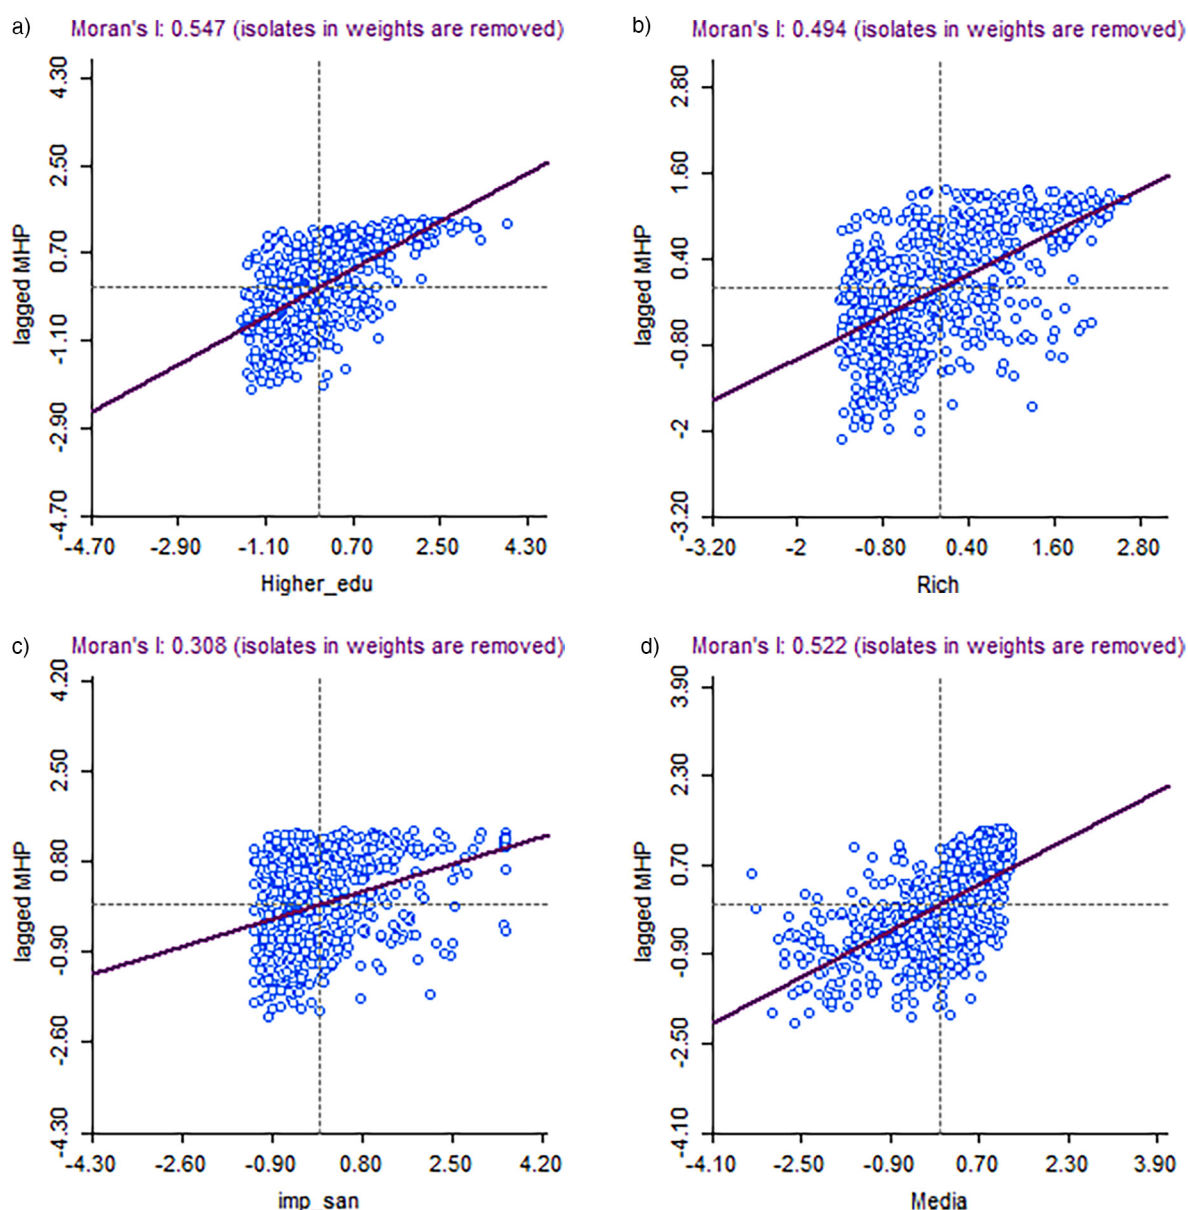 a) Moran's I: 0.547 (isolates in weights are removed)
4.30
2.50
0.70
-1.10
-2.90
-4.70
lagged MHP
-4.70 -2.90 -1.10 0.70 2.50 4.30
Higher_edu
b) Moran's I: 0.494 (isolates in weights are removed)
2.80
1.60
0.40
-0.80
-2
-3.20
lagged MHP
-3.20 -2 -0.80 0.40 1.60 2.80
Rich
c) Moran's I: 0.308 (isolates in weights are removed)
4.20
2.50
0.80
-0.90
-2.60
-4.30
lagged MHP
-4.30 -2.60 -0.90 0.80 2.50 4.20
imp_san
d) Moran's I: 0.522 (isolates in weights are removed)
3.90
2.30
0.70
-0.90
-2.50
-4.10
lagged MHP
-4.10 -2.50 -0.90 0.70 2.30 3.90
Media